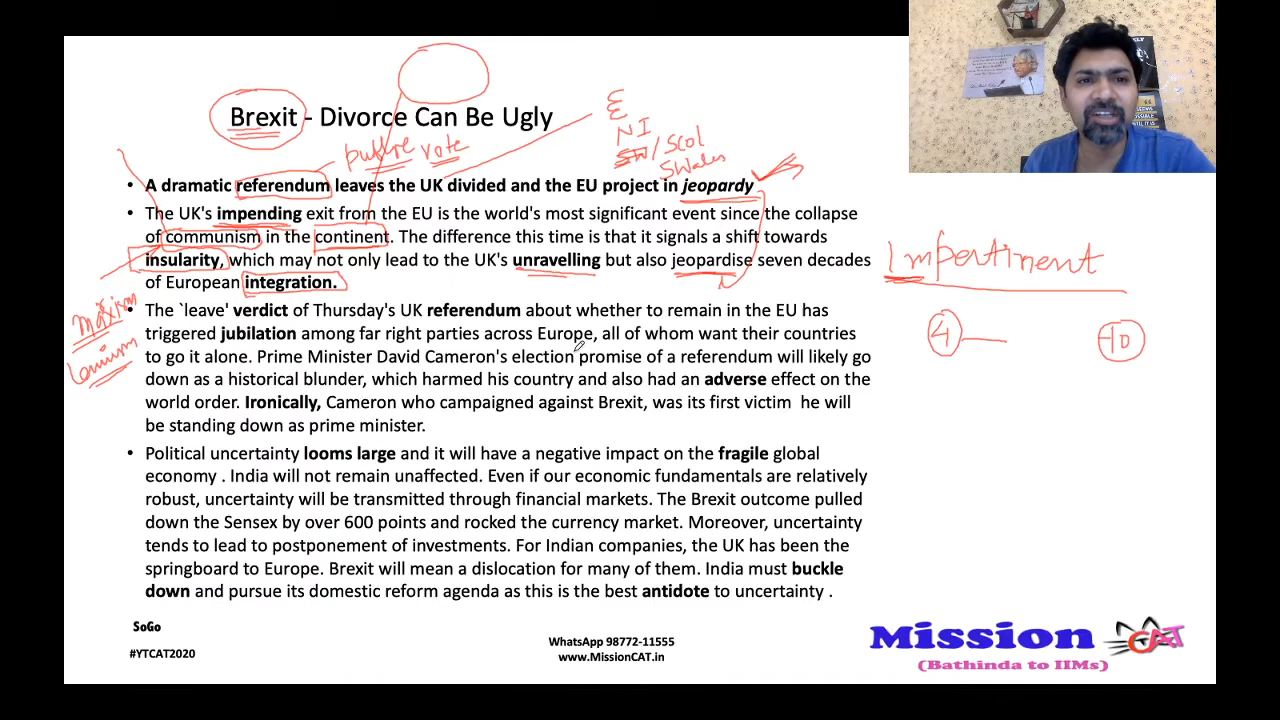 Brexit - Divorce Can Be Ugly
E
E
NI
/ Scol
Wales
vote
• A dramatic referendum leaves the UK divided and the EU project in jeopardy
• The UK's impending exit from the EU is the world's most significant event since the collapse
of communism in the continent. The difference this time is that it signals a shift towards
insularity, which may not only lead to the UK's unravelling but also jeopardise seven decades
of European integration.
Impertinent
4
10
• The `leave' verdict of Thursday's UK referendum about whether to remain in the EU has
triggered jubilation among far right parties across Europe, all of whom want their countries
to go it alone. Prime Minister David Cameron's election promise of a referendum will likely go
down as a historical blunder, which harmed his country and also had an adverse effect on the
world order. Ironically, Cameron who campaigned against Brexit, was its first victim he will
be standing down as prime minister.
• Political uncertainty looms large and it will have a negative impact on the fragile global
economy . India will not remain unaffected. Even if our economic fundamentals are relatively
robust, uncertainty will be transmitted through financial markets. The Brexit outcome pulled
down the Sensex by over 600 points and rocked the currency market. Moreover, uncertainty
tends to lead to postponement of investments. For Indian companies, the UK has been the
springboard to Europe. Brexit will mean a dislocation for many of them. India must buckle
down and pursue its domestic reform agenda as this is the best antidote to uncertainty .
SoGo
#YTCAT2020
WhatsApp 98772-11555
www.MissionCAT.in
Mission CAT
(Bathinda to IIMs)